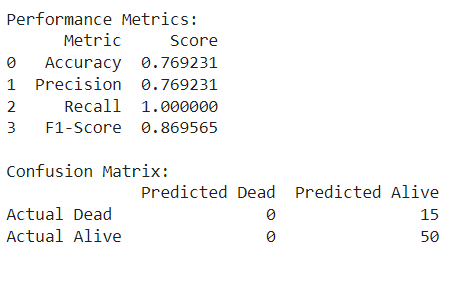 Performance Metrics:
Metric Score
0 Accuracy 0.769231
1 Precision 0.769231
2 Recall 1.000000
3 F1-Score 0.869565
Confusion Matrix:
Predicted Dead Predicted Alive
Actual Dead 0 15
Actual Alive 0 50